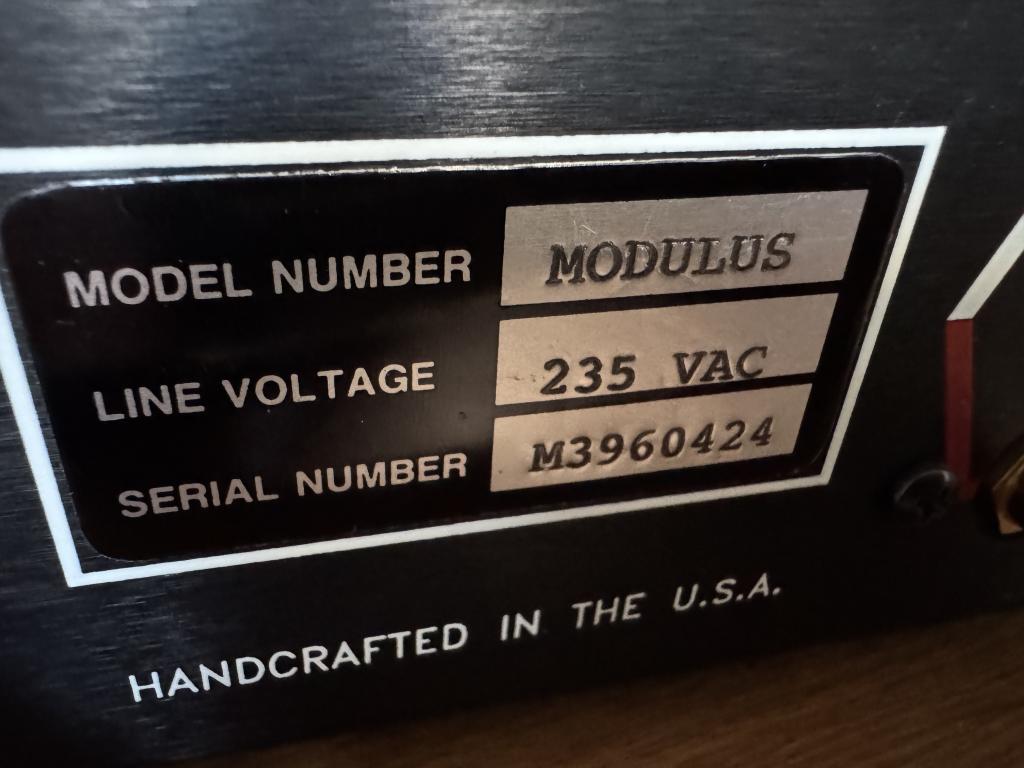 MODEL NUMBER MODULUS
LINE VOLTAGE 235 VAC
SERIAL NUMBER M3960424
HANDCRAFTED IN THE U.S.A.